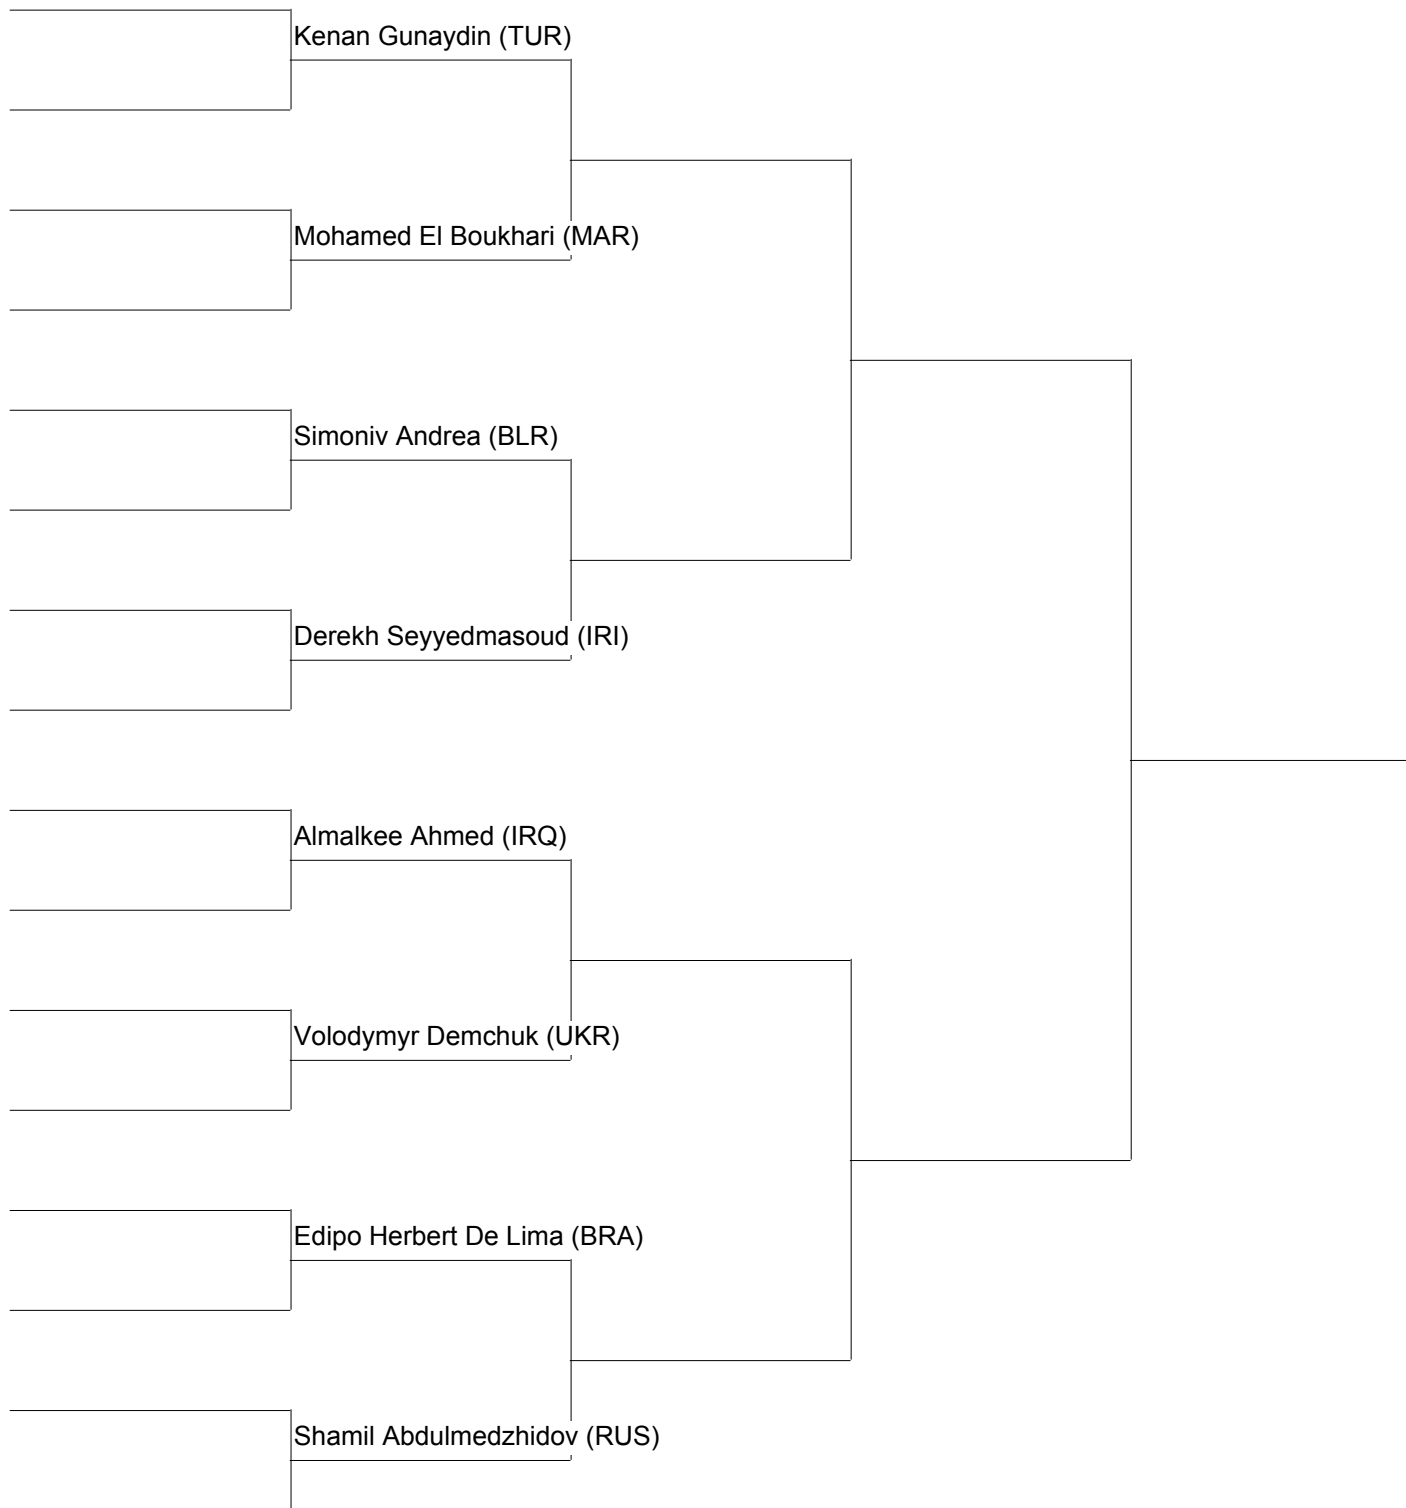 Kenan Gunaydin (TUR)
Mohamed El Boukhari (MAR)
Simoniv Andrea (BLR)
Derekh Seyyedmasoud (IRI)
Almalkee Ahmed (IRQ)
Volodymyr Demchuk (UKR)
Edipo Herbert De Lima (BRA)
Shamil Abdulmedzhidov (RUS)